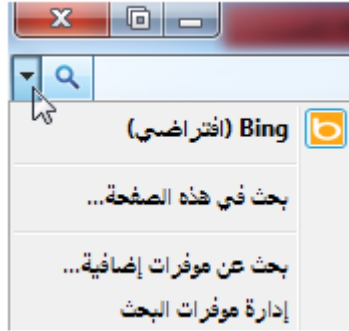 Bing (افتراضي)
بحث في هذه الصفحة...
بحث عن موفرات إضافية...
إدارة موفرات البحث